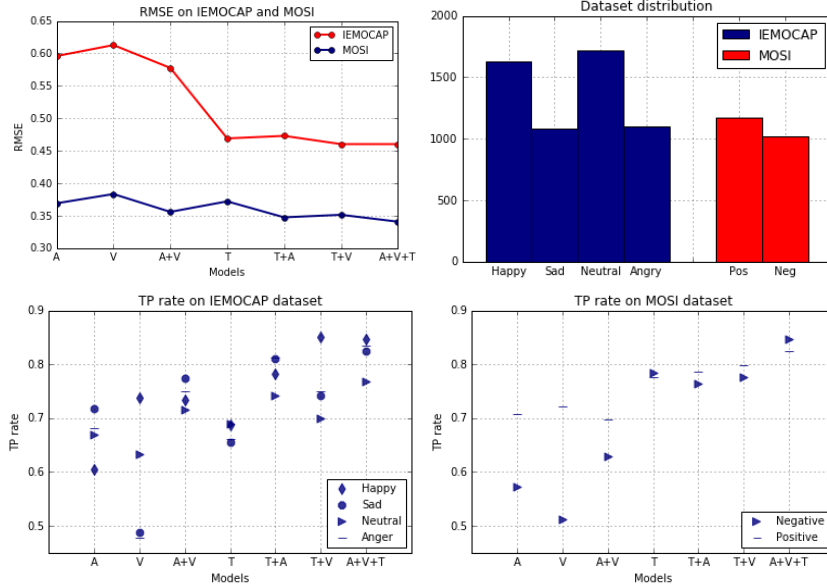 RMSE on IEMOCAP and MOSI
0.65
0.60
0.55
0.50
0.45
0.40
0.35
0.30
RMSE
IEMOCAP
MOSI
A V A+V T T+A T+V A+V+T
Models
Dataset distribution
2000
1500
1000
500
0
IEMOCAP
MOSI
Happy Sad Neutral Angry Pos Neg
TP rate on IEMOCAP dataset
0.9
0.8
0.7
0.6
0.5
TP rate
Happy
Sad
Neutral
Anger
A V A+V T T+A T+V A+V+T
Models
TP rate on MOSI dataset
0.9
0.8
0.7
0.6
0.5
TP rate
Negative
Positive
A V A+V T T+A T+V A+V+T
Models